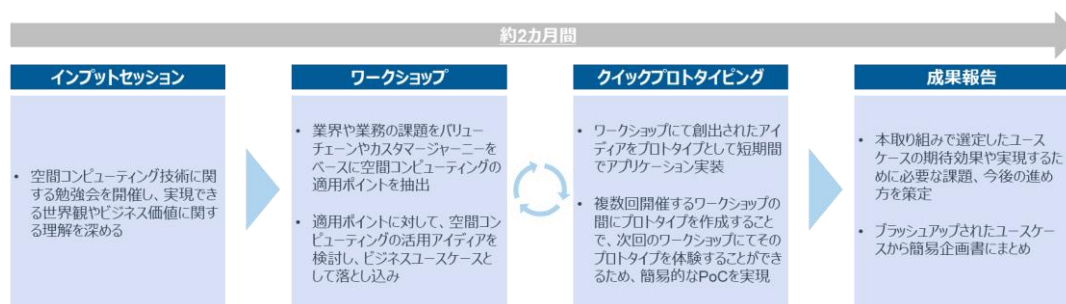 約2カ月間
インプットセッション
• 空間コンピューティング技術に関
する勉強会を開催し、実現でき
る世界観やビジネス価値に関す
る理解を深める
ワークショップ
• 業界や業務の課題をバリュー
チェーンやカスタマージャーニーを
ベースに空間コンピューティングの
適用ポイントを抽出
• 適用ポイントに対して、空間コン
ピューティングの活用アイディアを
検討し、ビジネスユースケースと
して落とし込み
クイックプロトタイピング
• ワークショップにて創出されたアイ
ディアをプロトタイプとして短期間
でアプリケーション実装
• 複数回開催するワークショップの
間にプロトタイプを作成すること
で、次回のワークショップにてその
プロトタイプを体験することがで
きるため、簡易的なPoCを実現
成果報告
• 本取り組みで選定したユース
ケースの期待効果や実現するた
めに必要な課題、今後の進め
方を策定
• ブラッシュアップされたユースケー
スから簡易企画書にまとめ